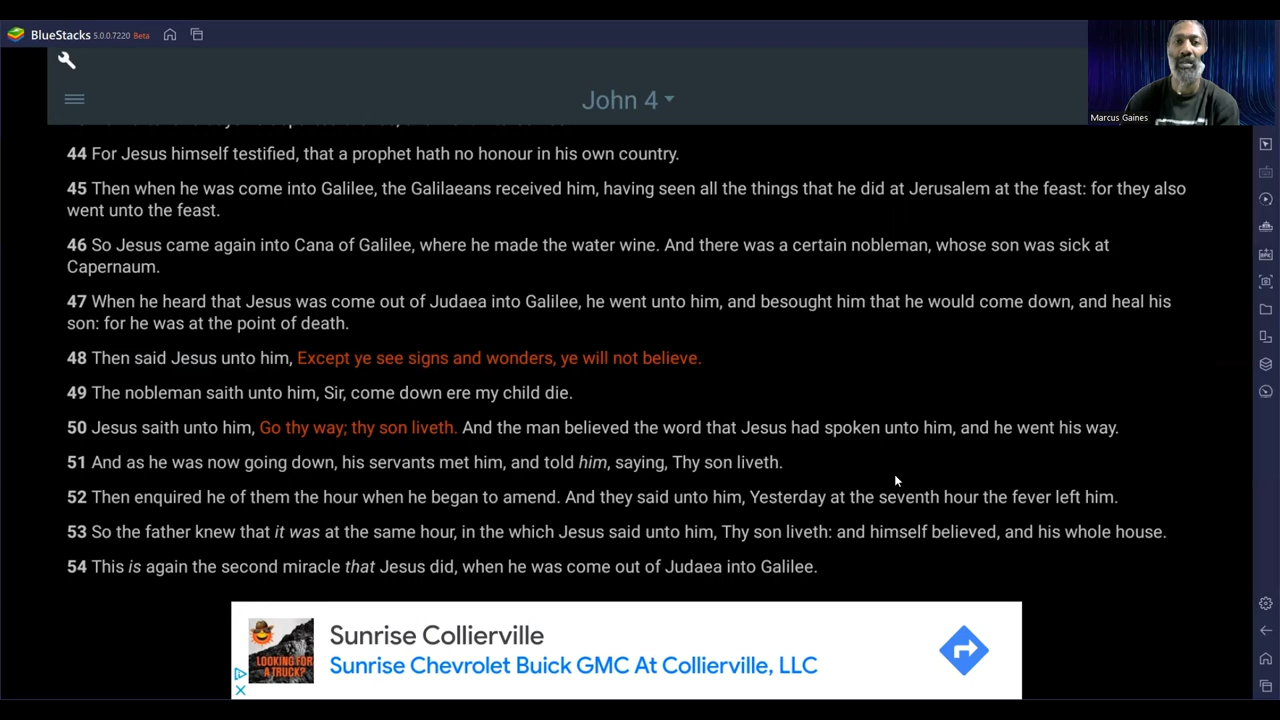 BlueStacks 5.0.0.7220 Beta
Marcus Gaines
John 4
44 For Jesus himself testified, that a prophet hath no honour in his own country.
45 Then when he was come into Galilee, the Galilaeans received him, having seen all the things that he did at Jerusalem at the feast: for they also
went unto the feast.
46 So Jesus came again into Cana of Galilee, where he made the water wine. And there was a certain nobleman, whose son was sick at
Capernaum.
47 When he heard that Jesus was come out of Judaea into Galilee, he went unto him, and besought him that he would come down, and heal his
son: for he was at the point of death.
48 Then said Jesus unto him, Except ye see signs and wonders, ye will not believe.
49 The nobleman saith unto him, Sir, come down ere my child die.
50 Jesus saith unto him, Go thy way; thy son liveth. And the man believed the word that Jesus had spoken unto him, and he went his way.
51 And as he was now going down, his servants met him, and told him, saying, Thy son liveth.
52 Then enquired he of them the hour when he began to amend. And they said unto him, Yesterday at the seventh hour the fever left him.
53 So the father knew that it was at the same hour, in the which Jesus said unto him, Thy son liveth: and himself believed, and his whole house.
54 This is again the second miracle that Jesus did, when he was come out of Judaea into Galilee.
LOOKING FOR
A TRUCK?
Sunrise Collierville
Sunrise Chevrolet Buick GMC At Collierville, LLC